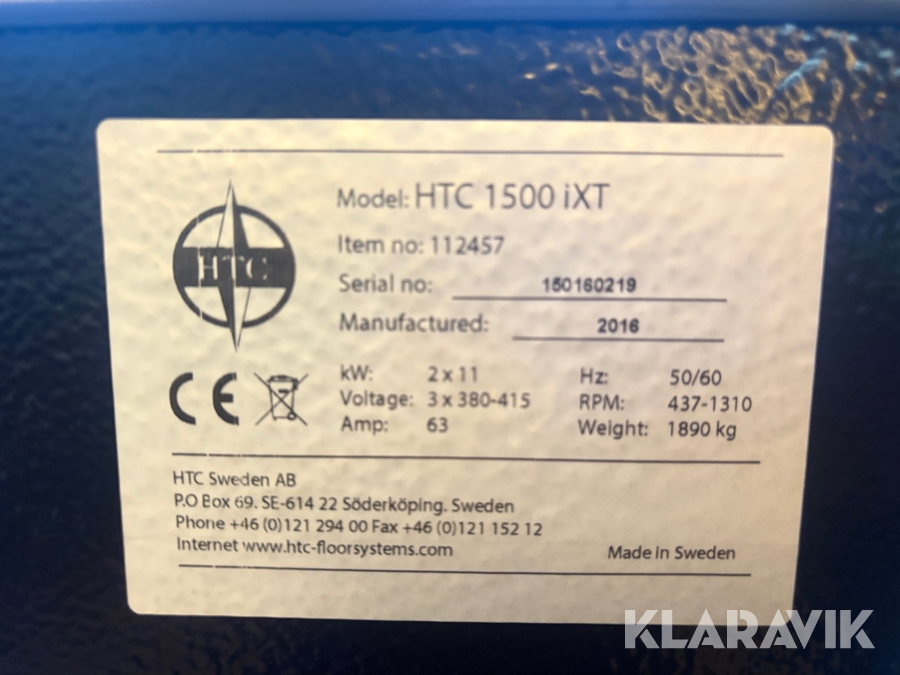 HTC
Model: HTC 1500 iXT
Item no: 112457
Serial no: 150160219
Manufactured: 2016
kW: 2 x 11 Hz: 50/60
Voltage: 3 x 380-415 RPM: 437-1310
Amp: 63 Weight: 1890 kg
CE
HTC Sweden AB
P.O Box 69. SE-614 22 Söderköping. Sweden
Phone +46 (0)121 294 00 Fax +46 (0)121 152 12
Internet www.htc-floorsystems.com
Made in Sweden
KLARAVIK